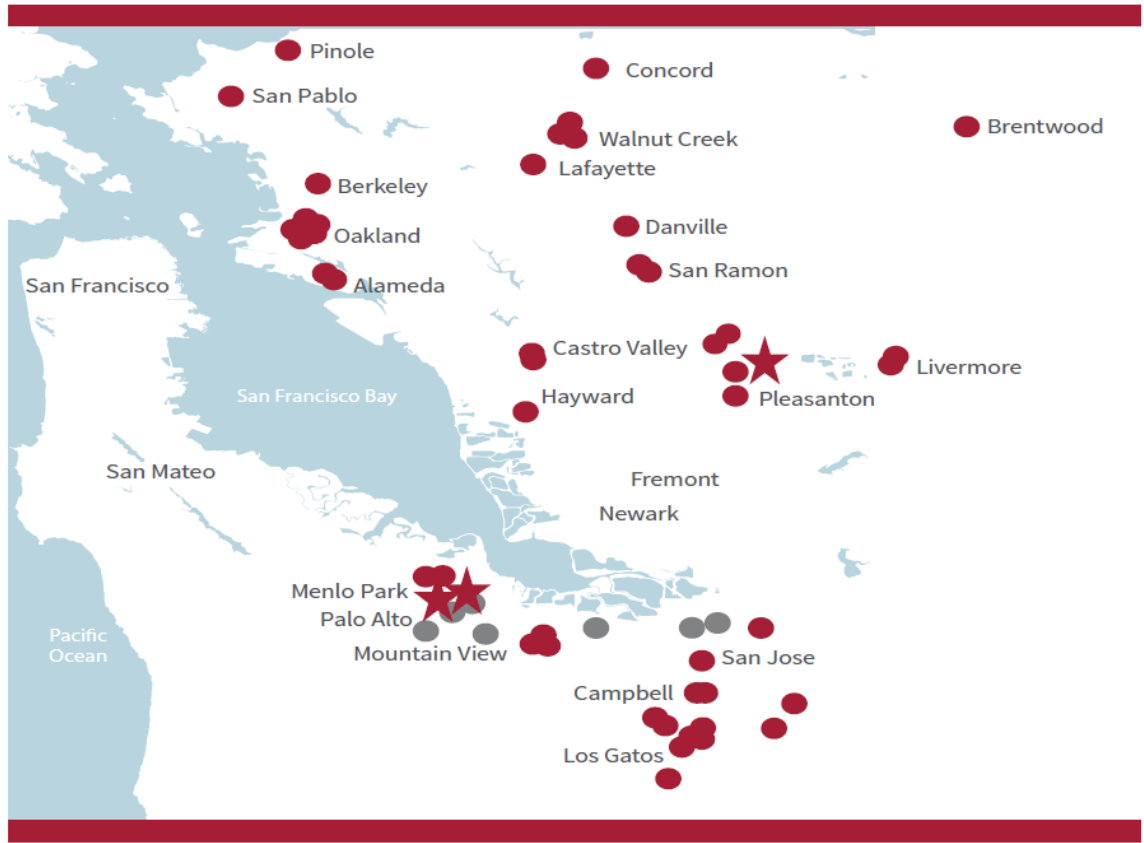 Pinole
Concord
San Pablo
Brentwood
Walnut Creek
Lafayette
Berkeley
Danville
Oakland
San Ramon
San Francisco
Alameda
Castro Valley
Livermore
San Francisco Bay
Hayward
Pleasanton
San Mateo
Fremont
Newark
Menlo Park
Palo Alto
Pacific
Ocean
Mountain View
San Jose
Campbell
Los Gatos